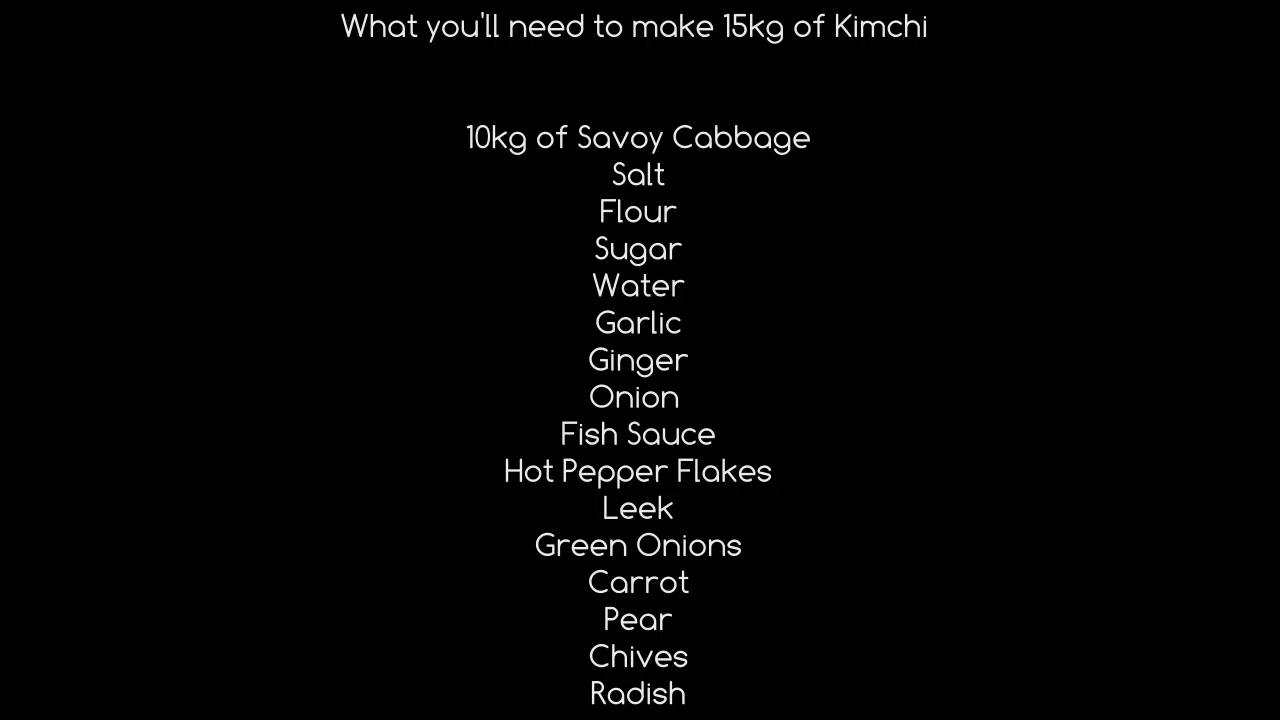 What you'll need to make 15kg of Kimchi
10kg of Savoy Cabbage
Salt
Flour
Sugar
Water
Garlic
Ginger
Onion
Fish Sauce
Hot Pepper Flakes
Leek
Green Onions
Carrot
Pear
Chives
Radish